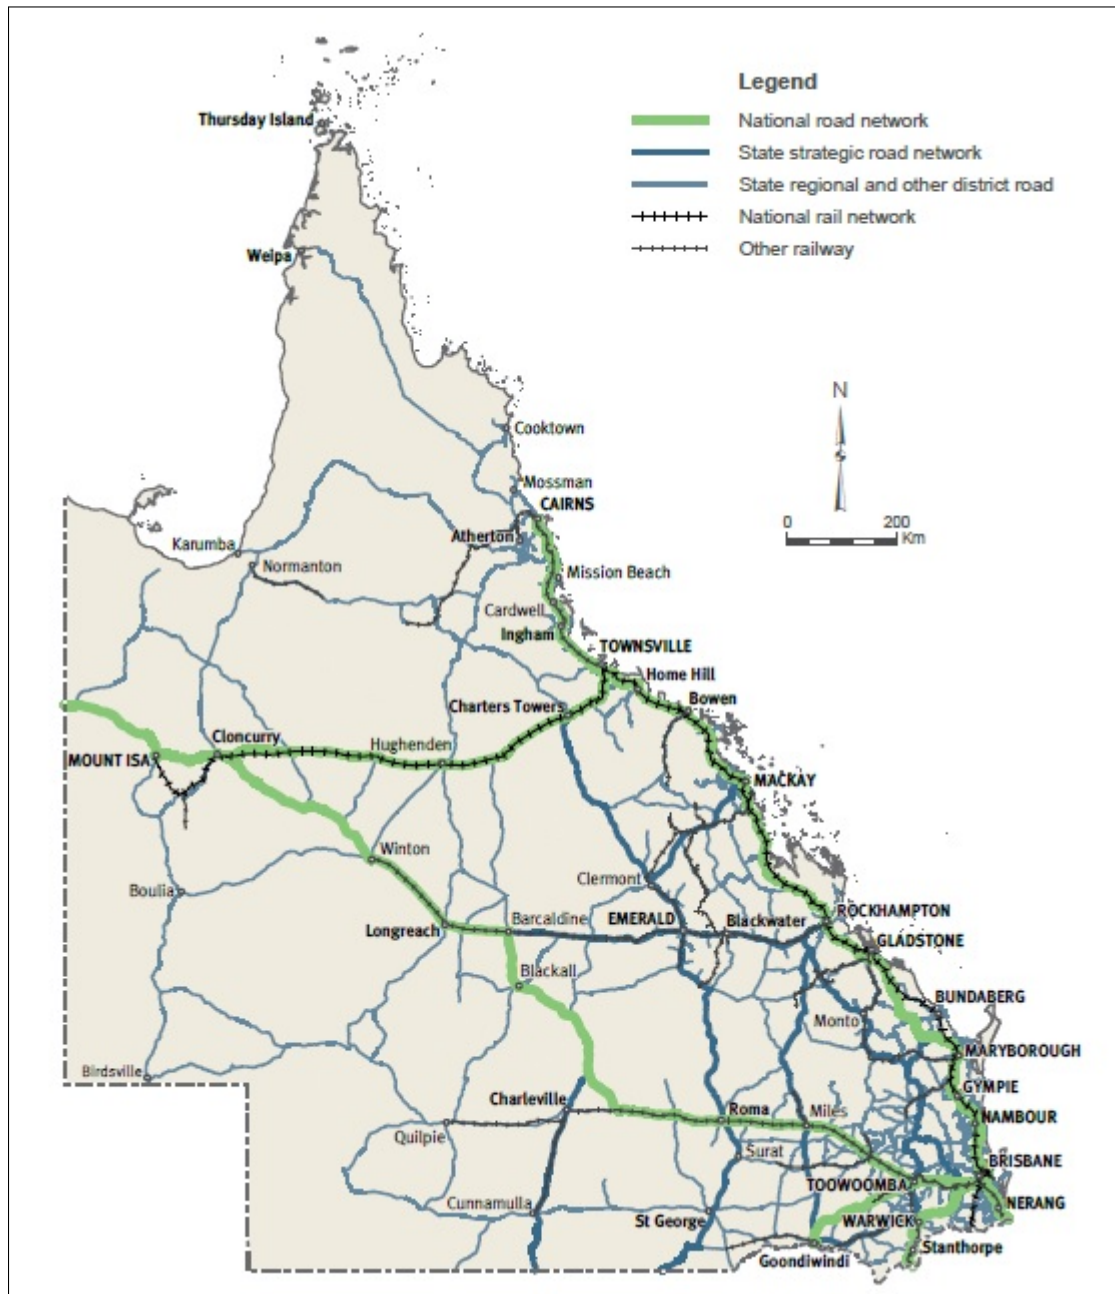 Legend
National road network
State strategic road network
State regional and other district road
National rail network
Other railway
Thursday Island
Weipa
N
0 200
Km
Cooktown
Mossman
CAIRNS
Atherton
Karumba
Normanton
Mission Beach
Cardwell
Ingham
TOWNSVILLE
Home Hill
Bowen
Charters Towers
Cloncurry
Hughenden
MOUNT ISA
MACKAY
Winton
Clermont
Boulia
ROCKHAMPTON
EMERALD
Blackwater
Barcaldine
Longreach
GLADSTONE
Blackall
BUNDABERG
Monto
MARYBOROUGH
Birdsville
GYMPIE
Charleville
Roma
Miles
NAMBOUR
Quilpie
Surat
BRISBANE
TOOWOOMBA
Cunnamulla
NERANG
St George
WARWICK
Stanthorpe
Goondiwindi